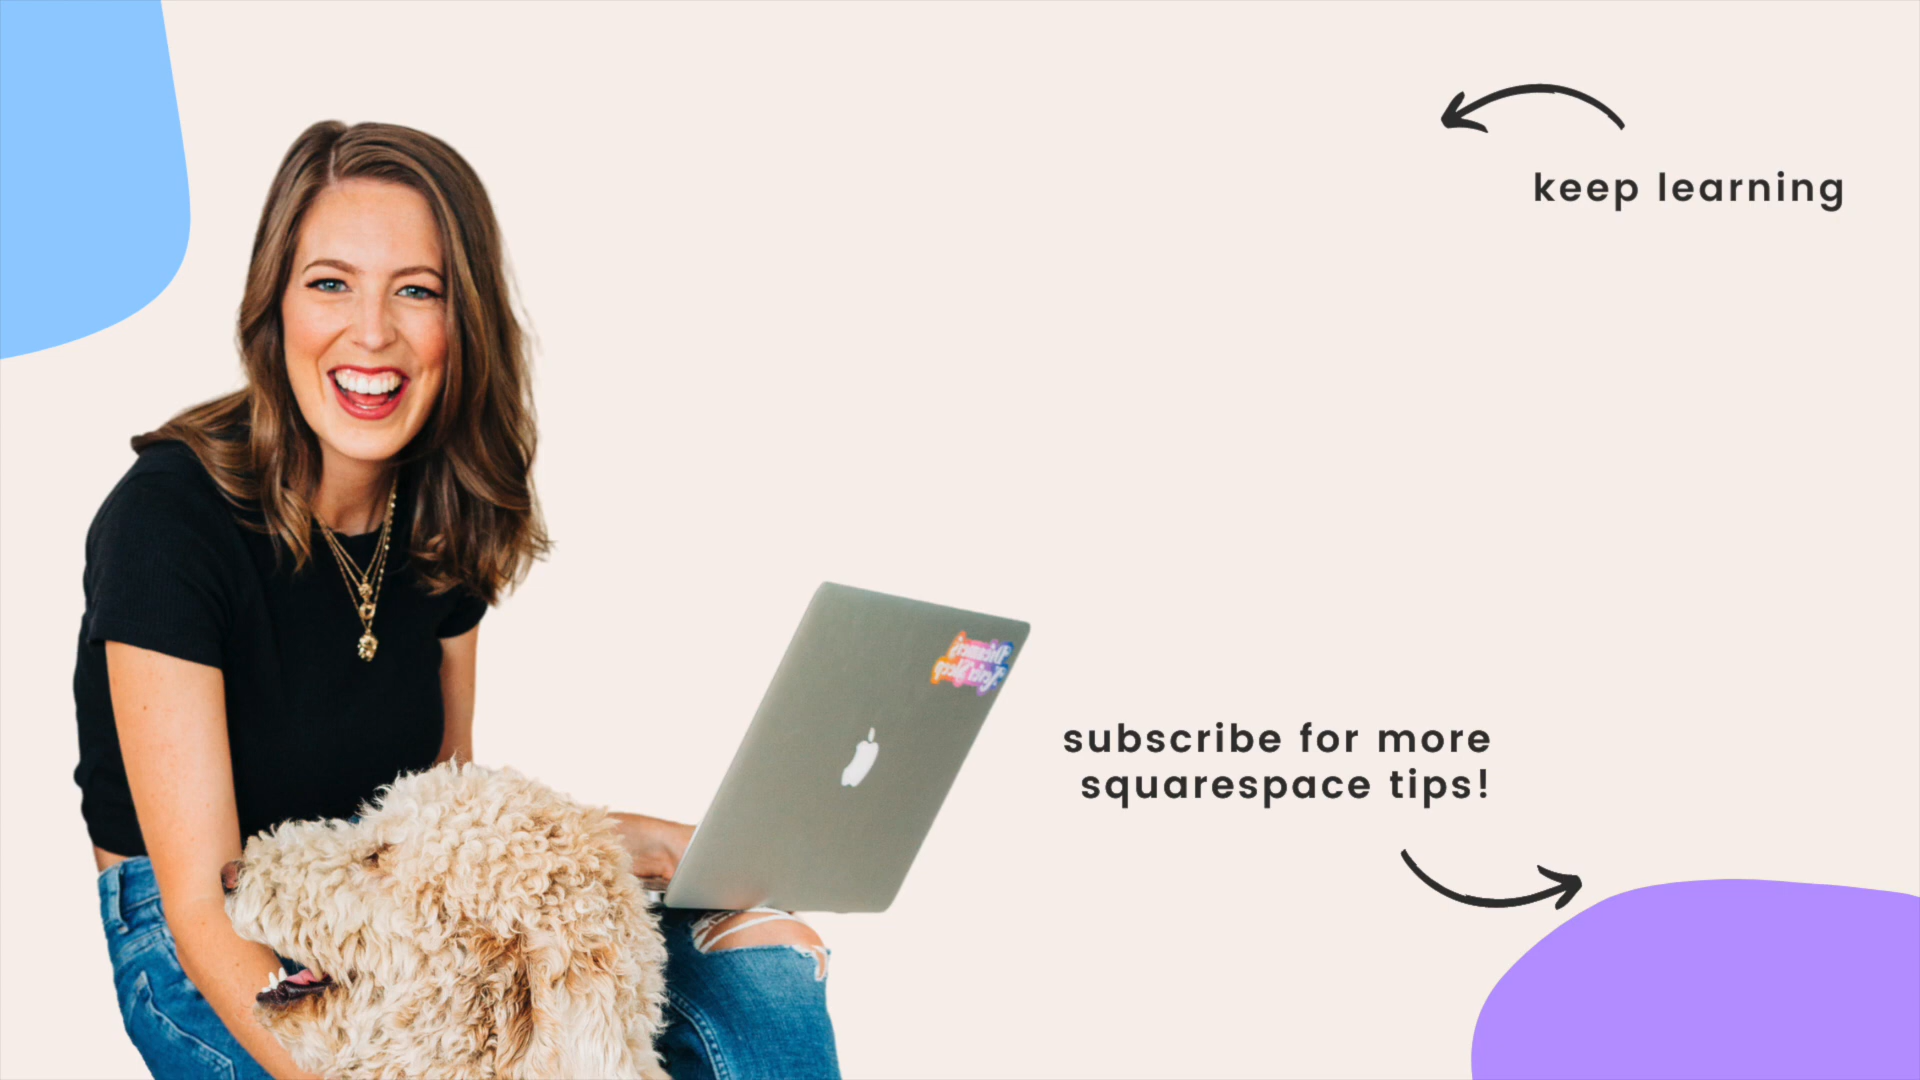 keep learning
subscribe for more
squarespace tips!